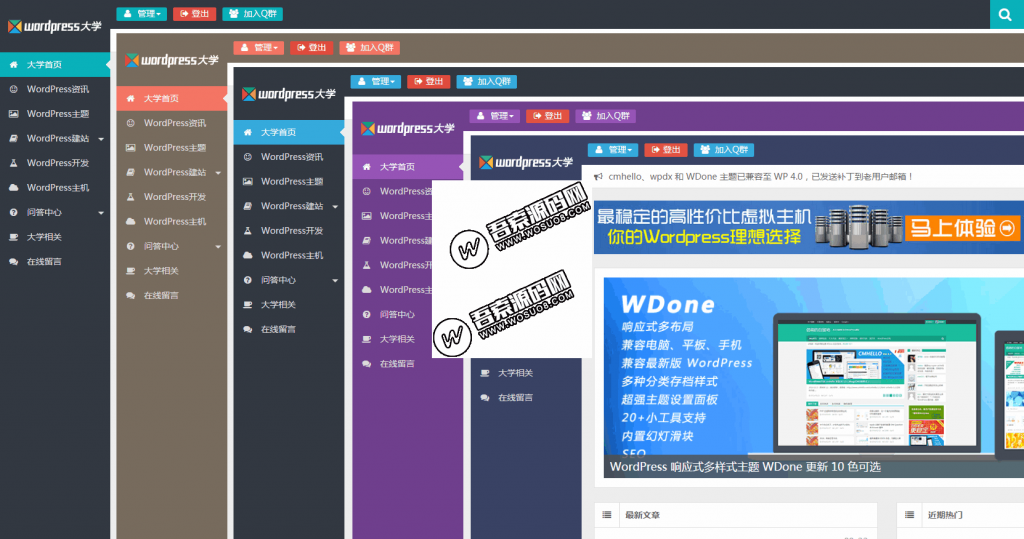 wordpress大学
管理
登出
加入Q群
大学首页
WordPress资讯
WordPress主题
WordPress建站
WordPress开发
WordPress主机
问答中心
大学相关
在线留言
wordpress大学
管理
登出
加入Q群
大学首页
WordPress资讯
WordPress主题
WordPress建站
WordPress开发
WordPress主机
问答中心
大学相关
在线留言
wordpress大学
管理
登出
加入Q群
大学首页
WordPress资讯
WordPress主题
WordPress建站
WordPress开发
WordPress主机
问答中心
大学相关
在线留言
wordpress大学
管理
登出
加入Q群
大学首页
WordPress资
WordPress主
WordPress建
WordPress开
WordPress主
问答中心
大学相关
在线留言
wordpress大学
管理
登出
加入Q群
大学相关
在线留言
吾索源码网
WWW.WOSUO8.COM
吾索源码网
WWW.WOSUO8.COM
cmhello、wpdx 和 WDone 主题已兼容至 WP 4.0，已发送补丁到老用户邮箱！
最稳定的高性价比虚拟主机
你的Wordpress理想选择
马上体验
WDone
响应式多布局
兼容电脑、平板、手机
兼容最新版 WordPress
多种分类存档样式
超强主题设置面板
20+小工具支持
内置幻灯滑块
SEO
CMHELLO
WordPress 响应式多样式主题 WDone 更新 10 色可选
最新文章
近期热门